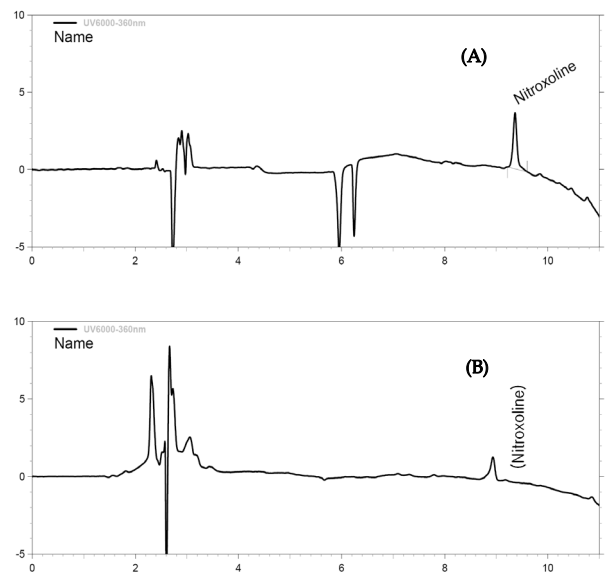 10
UV6000-360nm
Name
(A)
Nitroxoline
5
0
-5
0 2 4 6 8 10
10
UV6000-360nm
Name
(B)
(Nitroxoline)
5
0
-5
0 2 4 6 8 10